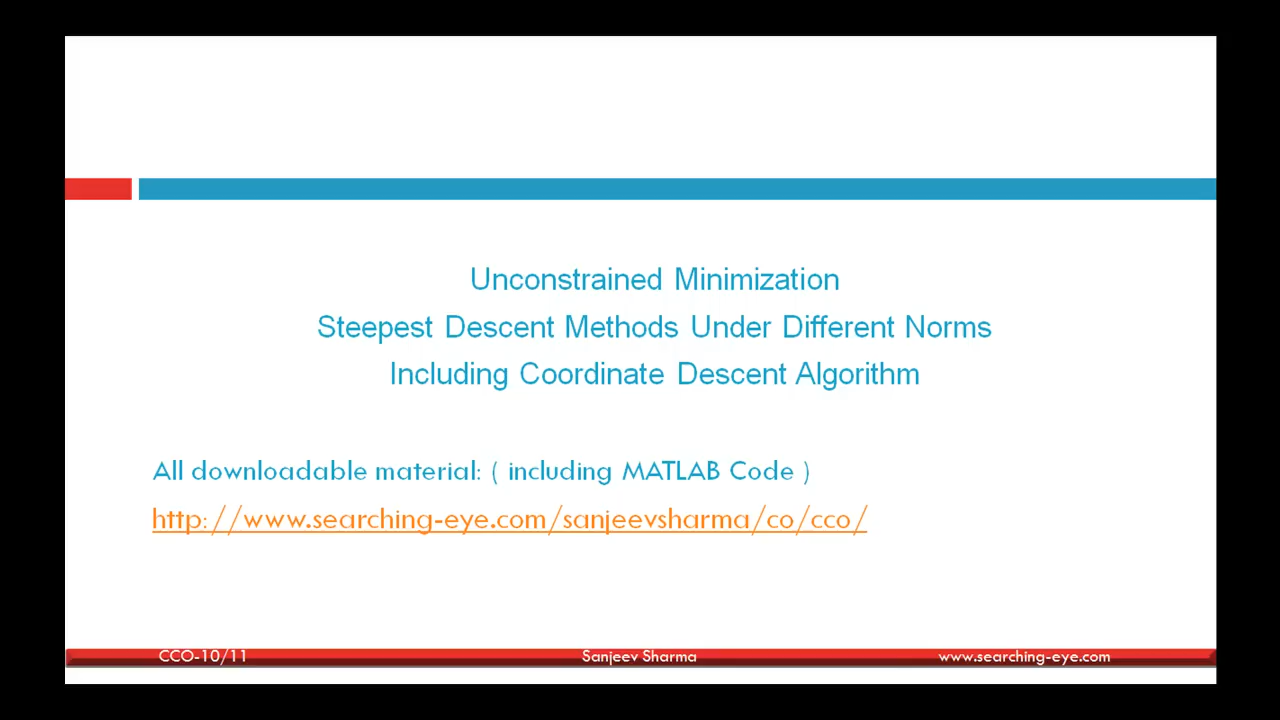 Unconstrained Minimization
Steepest Descent Methods Under Different Norms
Including Coordinate Descent Algorithm
All downloadable material: ( including MATLAB Code )
http://www.searching-eye.com/sanjeevsharma/co/cco/
CCO-10/11 Sanjeev Sharma www.searching-eye.com